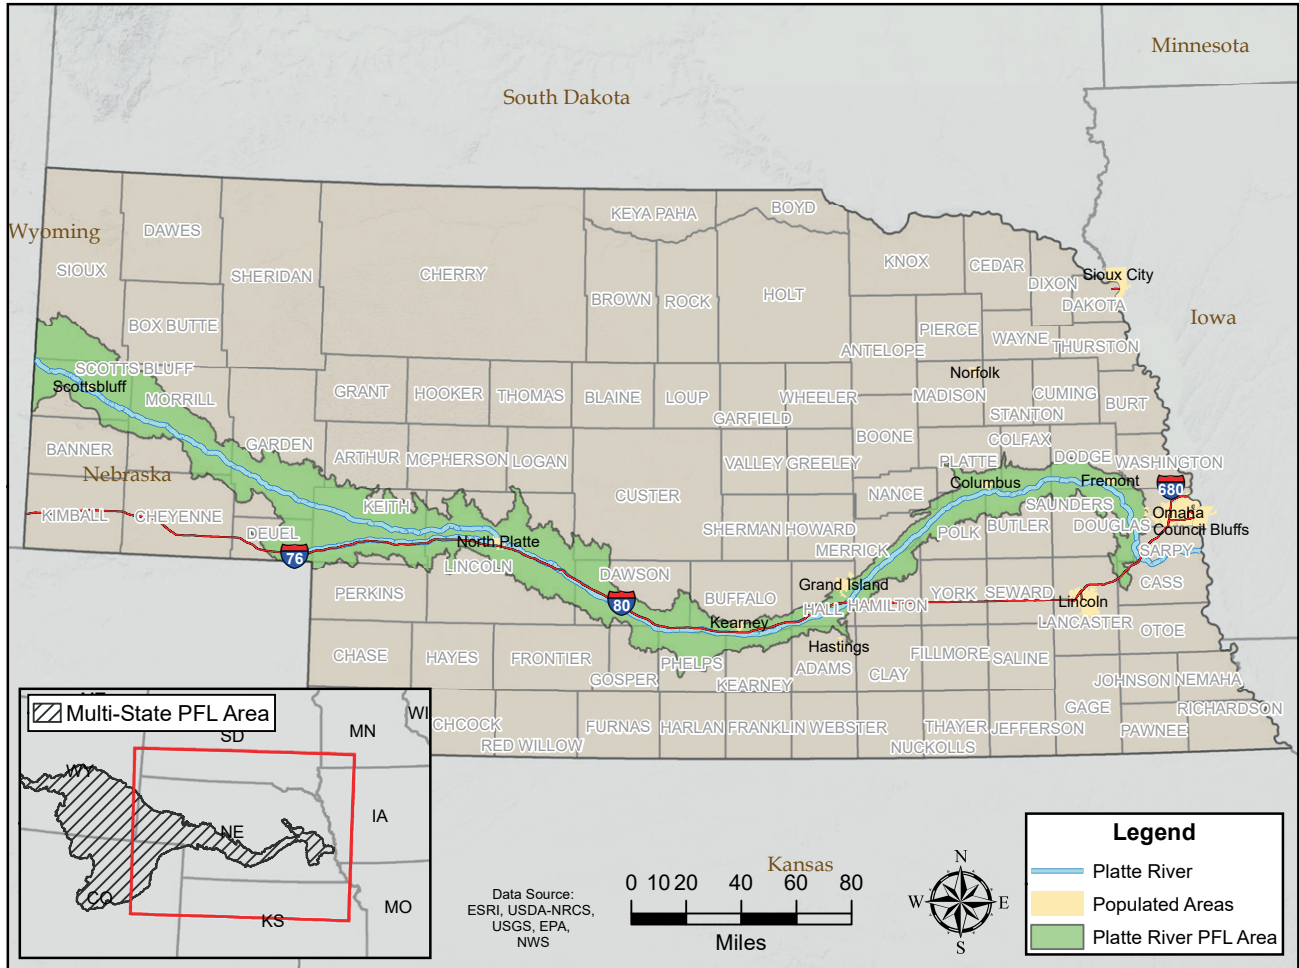 Minnesota
South Dakota
Wyoming
Iowa
Nebraska
Kansas
KEYA PAHA
BOYD
DAWES
SIOUX
SHERIDAN
CHERRY
BROWN
ROCK
HOLT
KNOX
CEDAR
DIXON
Sioux City
DAKOTA
BOX BUTTE
PIERCE
ANTELOPE
WAYNE
THURSTON
SCOTTS BLUFF
Scottsbluff
MORRILL
GRANT
HOOKER
THOMAS
BLAINE
LOUP
GARFIELD
WHEELER
Norfolk
MADISON
STANTON
CUMING
BURT
BANNER
GARDEN
ARTHUR
MCPHERSON
LOGAN
VALLEY
GREELEY
BOONE
PLATTE
COLFAX
DODGE
WASHINGTON
KIMBALL
CHEYENNE
DEUEL
KEITH
CUSTER
NANCE
Columbus
Fremont
680
Omaha
Council Bluffs
SAUNDERS
DOUGLAS
BUTLER
POLK
SHERMAN
HOWARD
MERRICK
SARPY
76
North Platte
LINCOLN
DAWSON
80
PERKINS
BUFFALO
Grand Island
HALL
HAMILTON
YORK
SEWARD
Lincoln
LANCASTER
CASS
OTOE
Kearney
Hastings
CHASE
HAYES
FRONTIER
GOSPER
PHELPS
KEARNEY
ADAMS
CLAY
FILLMORE
SALINE
JOHNSON
NEMAHA
GAGE
RICHARDSON
PAWNEE
CHCOCK
RED WILLOW
FURNAS
HARLAN
FRANKLIN
WEBSTER
NUCKOLLS
THAYER
JEFFERSON
Multi-State PFL Area
SD
MN
WI
WY
NE
IA
CO
KS
MO
Data Source:
ESRI, USDA-NRCS,
USGS, EPA,
NWS
0 10 20 40 60 80
Miles
N
W
E
S
Legend
Platte River
Populated Areas
Platte River PFL Area